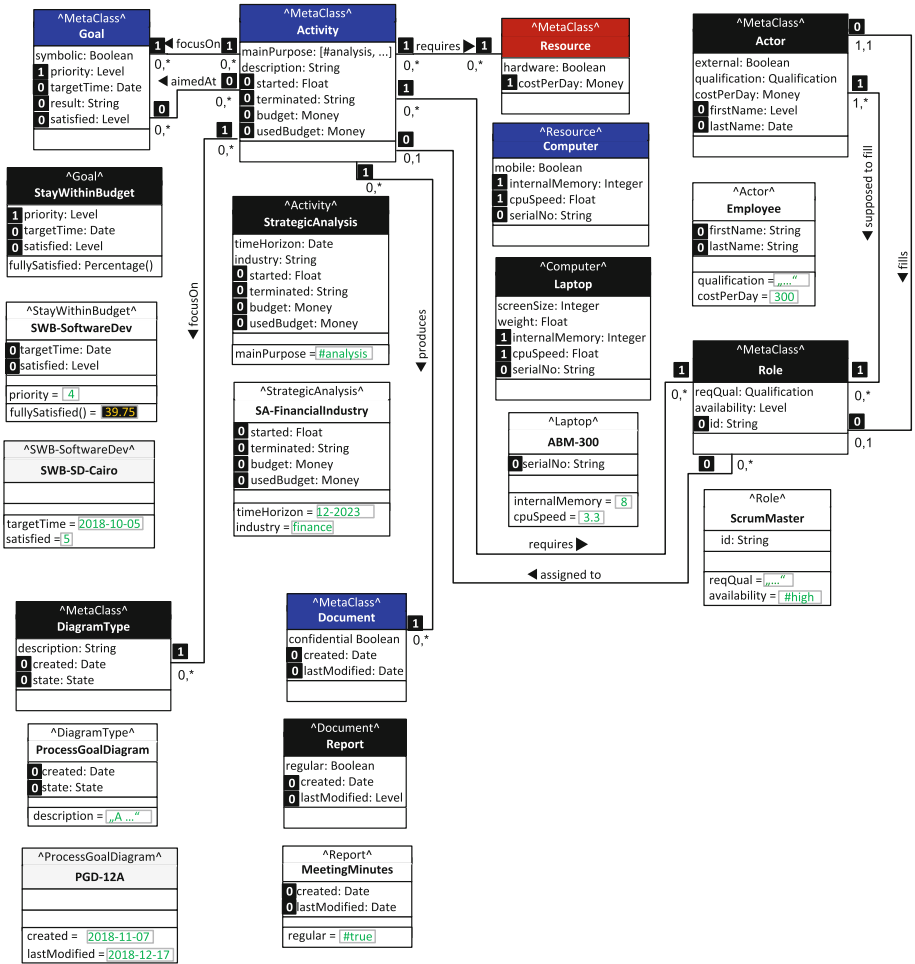 ^MetaClass^
Goal
symbolic: Boolean
1 priority: Level
0 targetTime: Date
0 result: String
0 satisfied: Level
1 ◀focusOn 1
0,* 0,*
◀ aimedAt 0
0 0,*
0,*
^MetaClass^
Activity
mainPurpose: [#analysis, ...]
description: String
0 started: Float
0 terminated: String
0 budget: Money
0 usedBudget: Money
1 requires ▶ 1
0,* 0,*
1
0,*
0
0,1
1
0,*
1
0,*
^MetaClass^
Resource
hardware: Boolean
1 costPerDay: Money
^MetaClass^
Actor
external: Boolean
qualification: Qualification
costPerDay: Money
0 firstName: Level
0 lastName: Date
0
1,1
1
1,*
supposed to fill
fills
^Resource^
Computer
mobile: Boolean
1 internalMemory: Integer
1 cpuSpeed: Float
0 serialNo: String
^Goal^
StayWithinBudget
1 priority: Level
0 targetTime: Date
0 satisfied: Level
fullySatisfied: Percentage()
^Activity^
StrategicAnalysis
timeHorizon: Date
industry: String
0 started: Float
0 terminated: String
0 budget: Money
0 usedBudget: Money
mainPurpose = #analysis
^Actor^
Employee
0 firstName: String
0 lastName: String
qualification = „…“
costPerDay = 300
^Computer^
Laptop
screenSize: Integer
weight: Float
1 internalMemory: Integer
1 cpuSpeed: Float
0 serialNo: String
focusOn
produces
^StayWithinBudget^
SWB-SoftwareDev
0 targetTime: Date
0 satisfied: Level
priority = 4
fullySatisfied() = 39.75
^StrategicAnalysis^
SA-FinancialIndustry
0 started: Float
0 terminated: String
0 budget: Money
0 usedBudget: Money
timeHorizon = 12-2023
industry = finance
^MetaClass^
Role
reqQual: Qualification
availability: Level
0 id: String
1
0,*
1
0,*
0
0,1
0 0,*
^Laptop^
ABM-300
0 serialNo: String
internalMemory = 8
cpuSpeed = 3.3
^SWB-SoftwareDev^
SWB-SD-Cairo
targetTime = 2018-10-05
satisfied = 5
requires ▶
◀ assigned to
^Role^
ScrumMaster
id: String
reqQual = „…“
availability = #high
^MetaClass^
DiagramType
description: String
0 created: Date
0 state: State
1
0,*
^MetaClass^
Document
confidential Boolean
0 created: Date
0 lastModified: Date
1
0,*
^DiagramType^
ProcessGoalDiagram
0 created: Date
0 state: State
description = „A …“
^Document^
Report
regular: Boolean
0 created: Date
0 lastModified: Level
^ProcessGoalDiagram^
PGD-12A
created = 2018-11-07
lastModified = 2018-12-17
^Report^
MeetingMinutes
0 created: Date
0 lastModified: Date
regular = #true